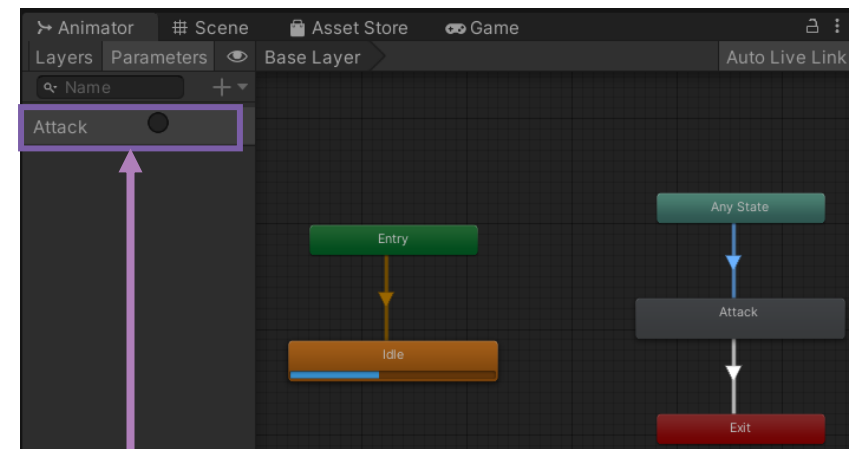 Animator
Scene
Asset Store
Game
Layers
Parameters
Base Layer
Auto Live Link
Name
Attack
Any State
Entry
Attack
Idle
Exit